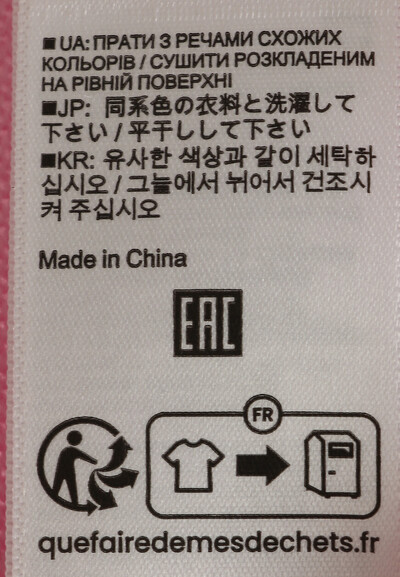 ■ UA: ПРАТИ З РЕЧАМИ СХОЖИХ
КОЛЬОРІВ / СУШИТИ РОЗКЛАДЕНИМ
НА РІВНІЙ ПОВЕРХНІ
■JP: 同系色の衣料と洗濯して
下さい / 平干しして下さい
■KR: 유사한 색상과 같이 세탁하
십시오 / 그늘에서 뉘어서 건조시
켜 주십시오
Made in China
EAC
FR
quefairedemesdechets.fr